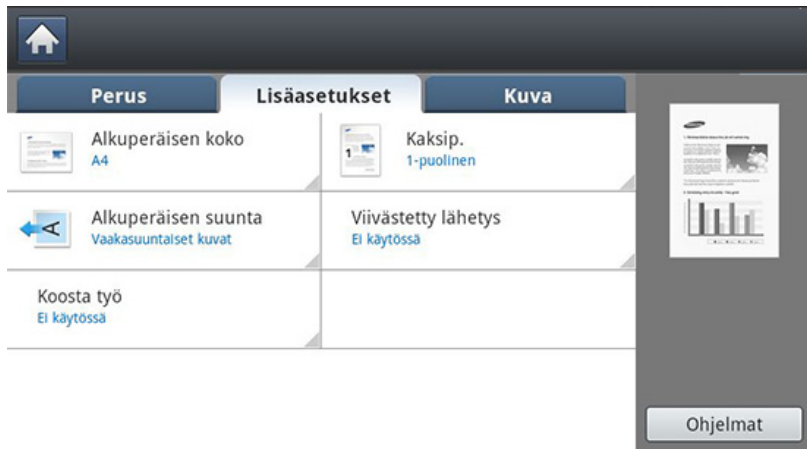 Perus
Lisäasetukset
Kuva
Alkuperäisen koko
A4
Kaksip.
1-puolinen
Alkuperäisen suunta
Vaakasuuntaiset kuvat
Viivästetty lähetys
Ei käytössä
Koosta työ
Ei käytössä
Ohjelmat